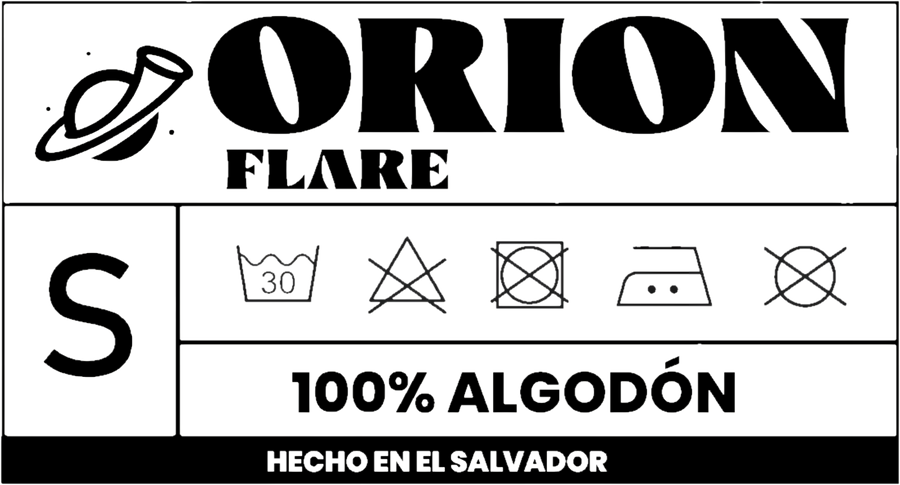 ORION
FLARE
S
30
100% ALGODÓN
HECHO EN EL SALVADOR